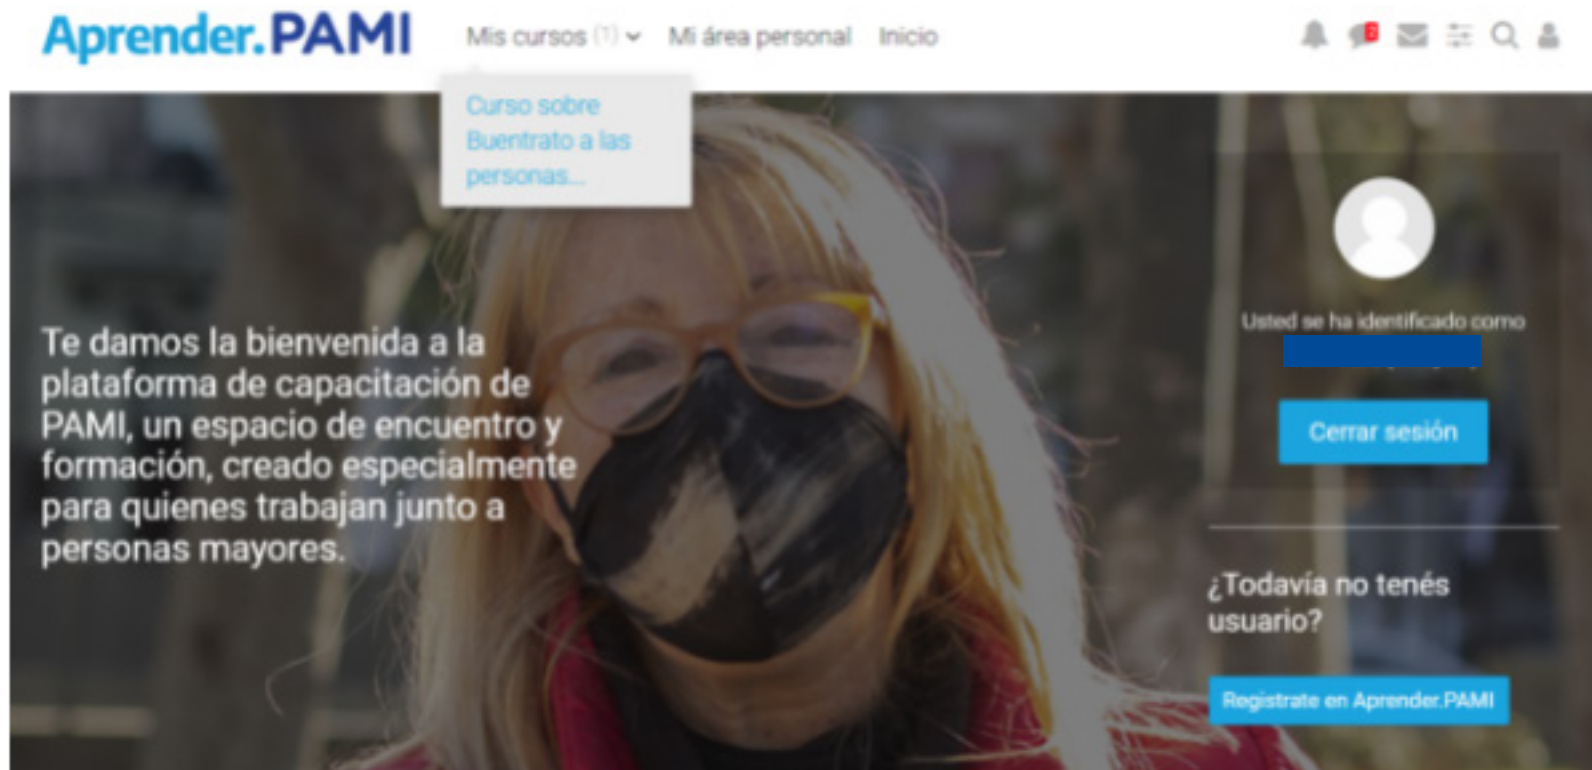 Aprender.PAMI
Mis cursos (1)
Mi área personal
Inicio
2
Curso sobre
Buentrato a las
personas...
Te damos la bienvenida a la
plataforma de capacitación de
PAMI, un espacio de encuentro y
formación, creado especialmente
para quienes trabajan junto a
personas mayores.
Usted se ha identificado como
Cerrar sesión
¿Todavía no tenés
usuario?
Registrate en Aprender.PAMI